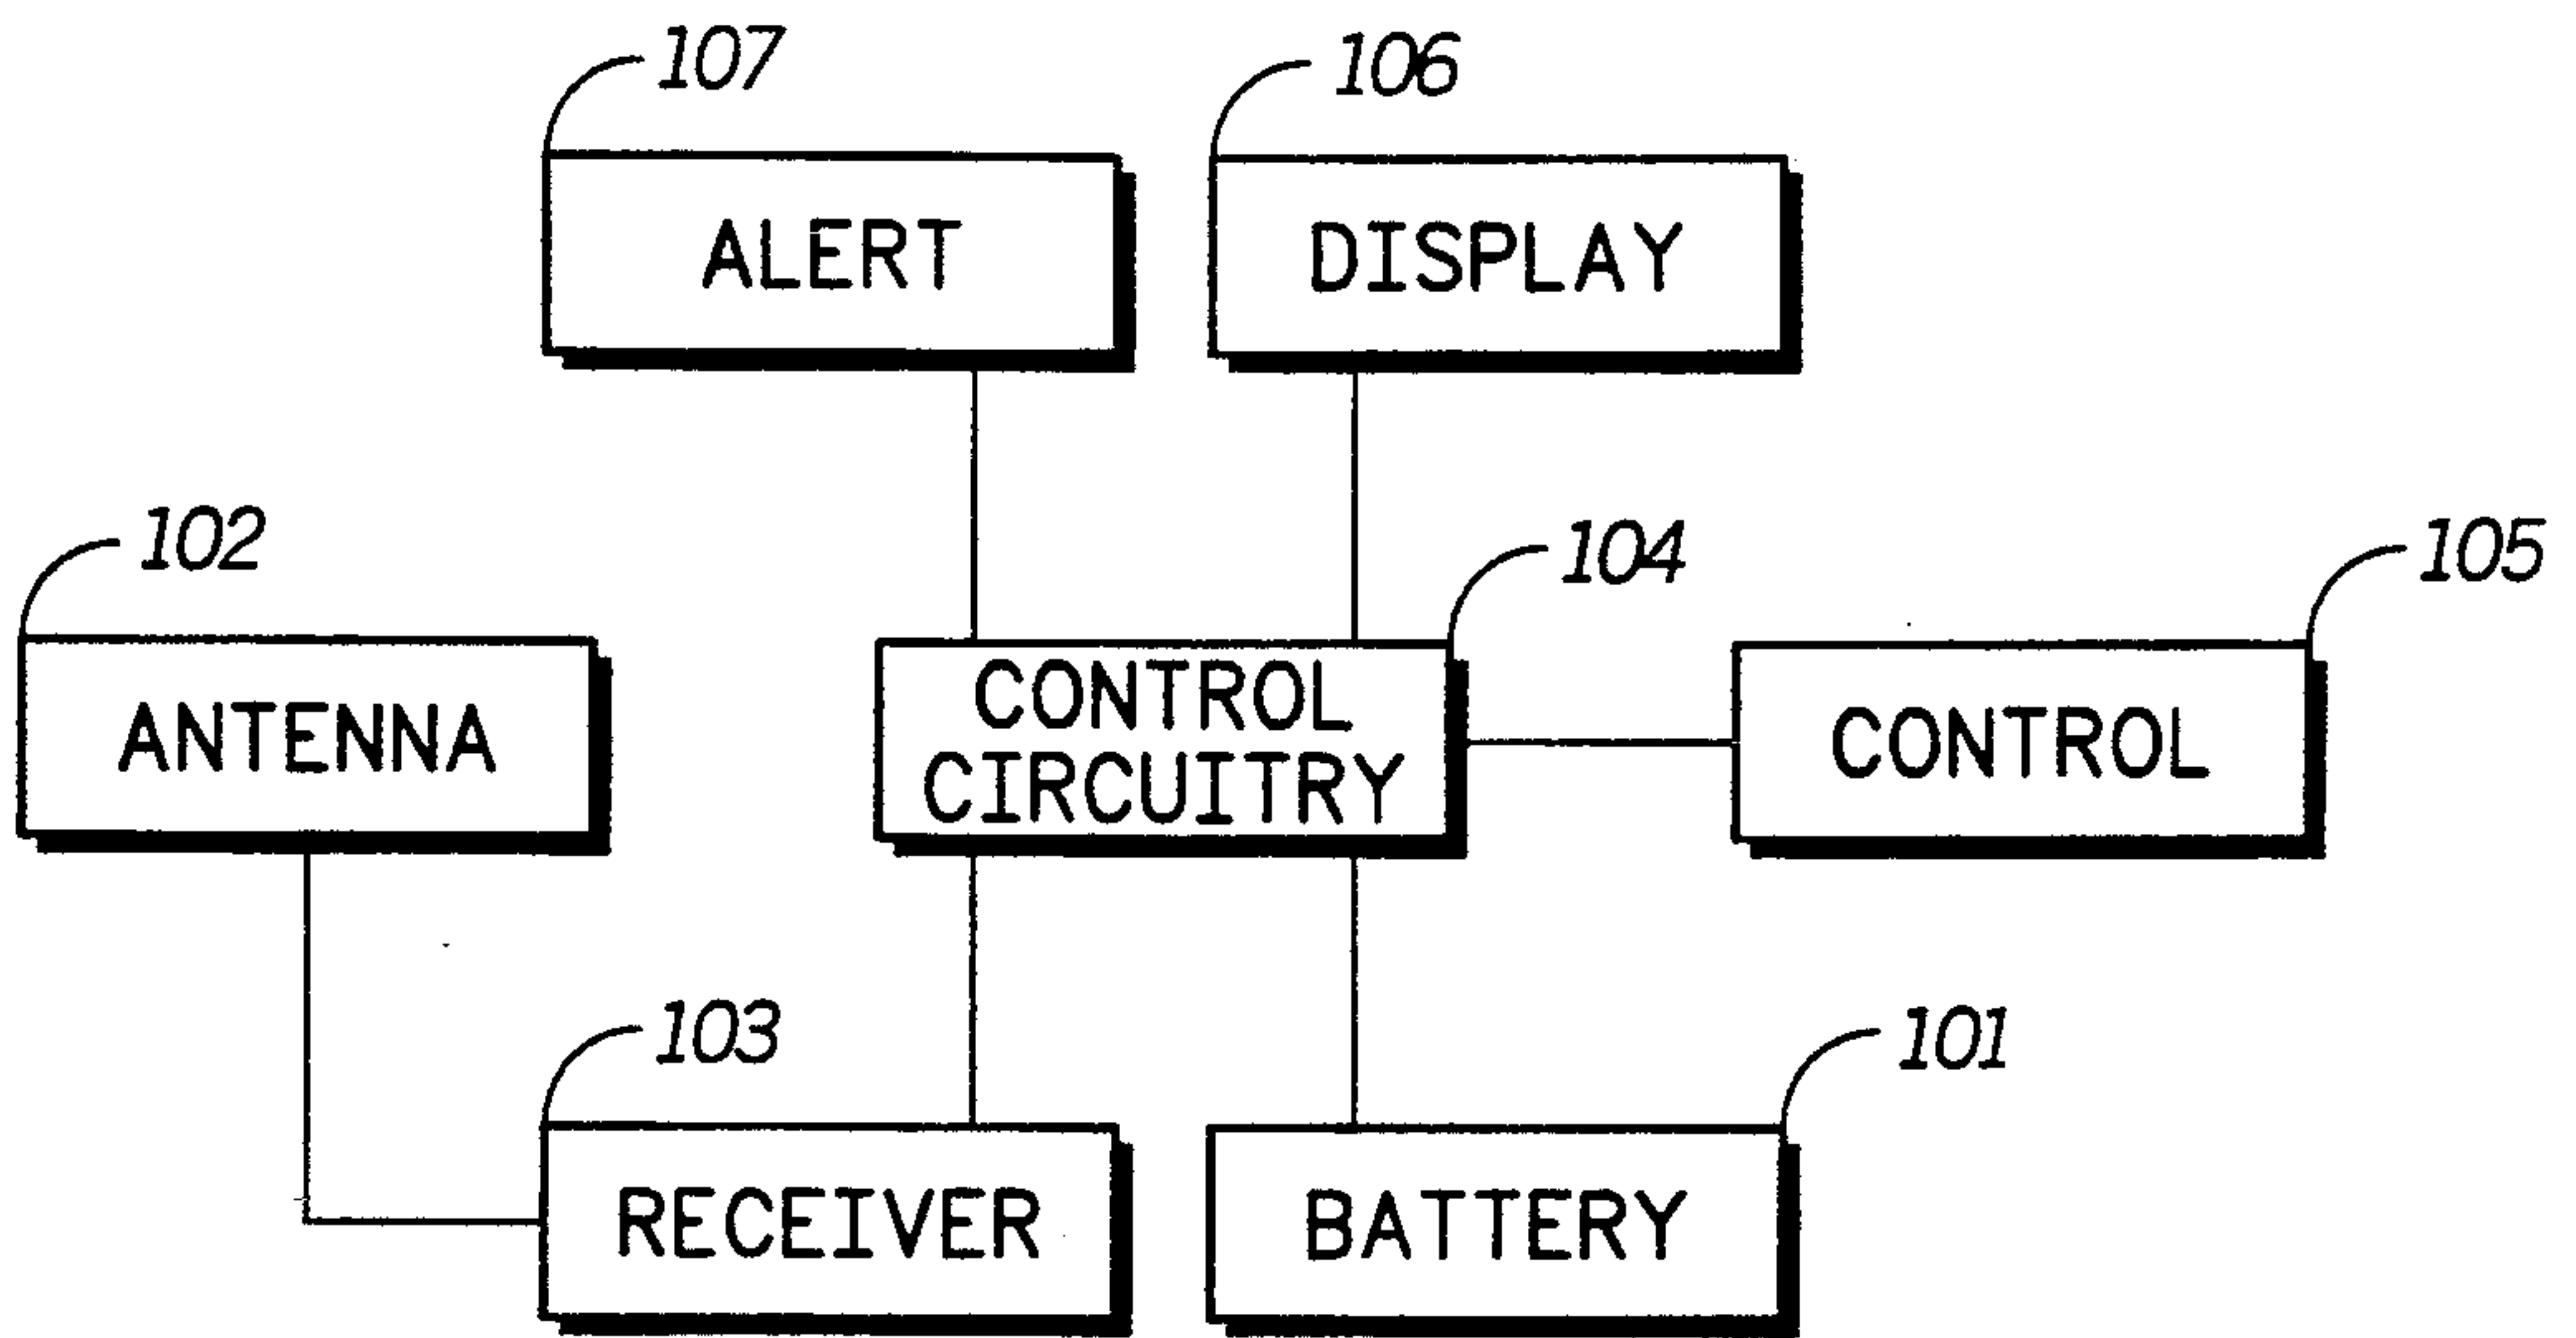 107
106
ALERT
DISPLAY
102
104
105
ANTENNA
CONTROL
CIRCUITRY
CONTROL
103
101
RECEIVER
BATTERY